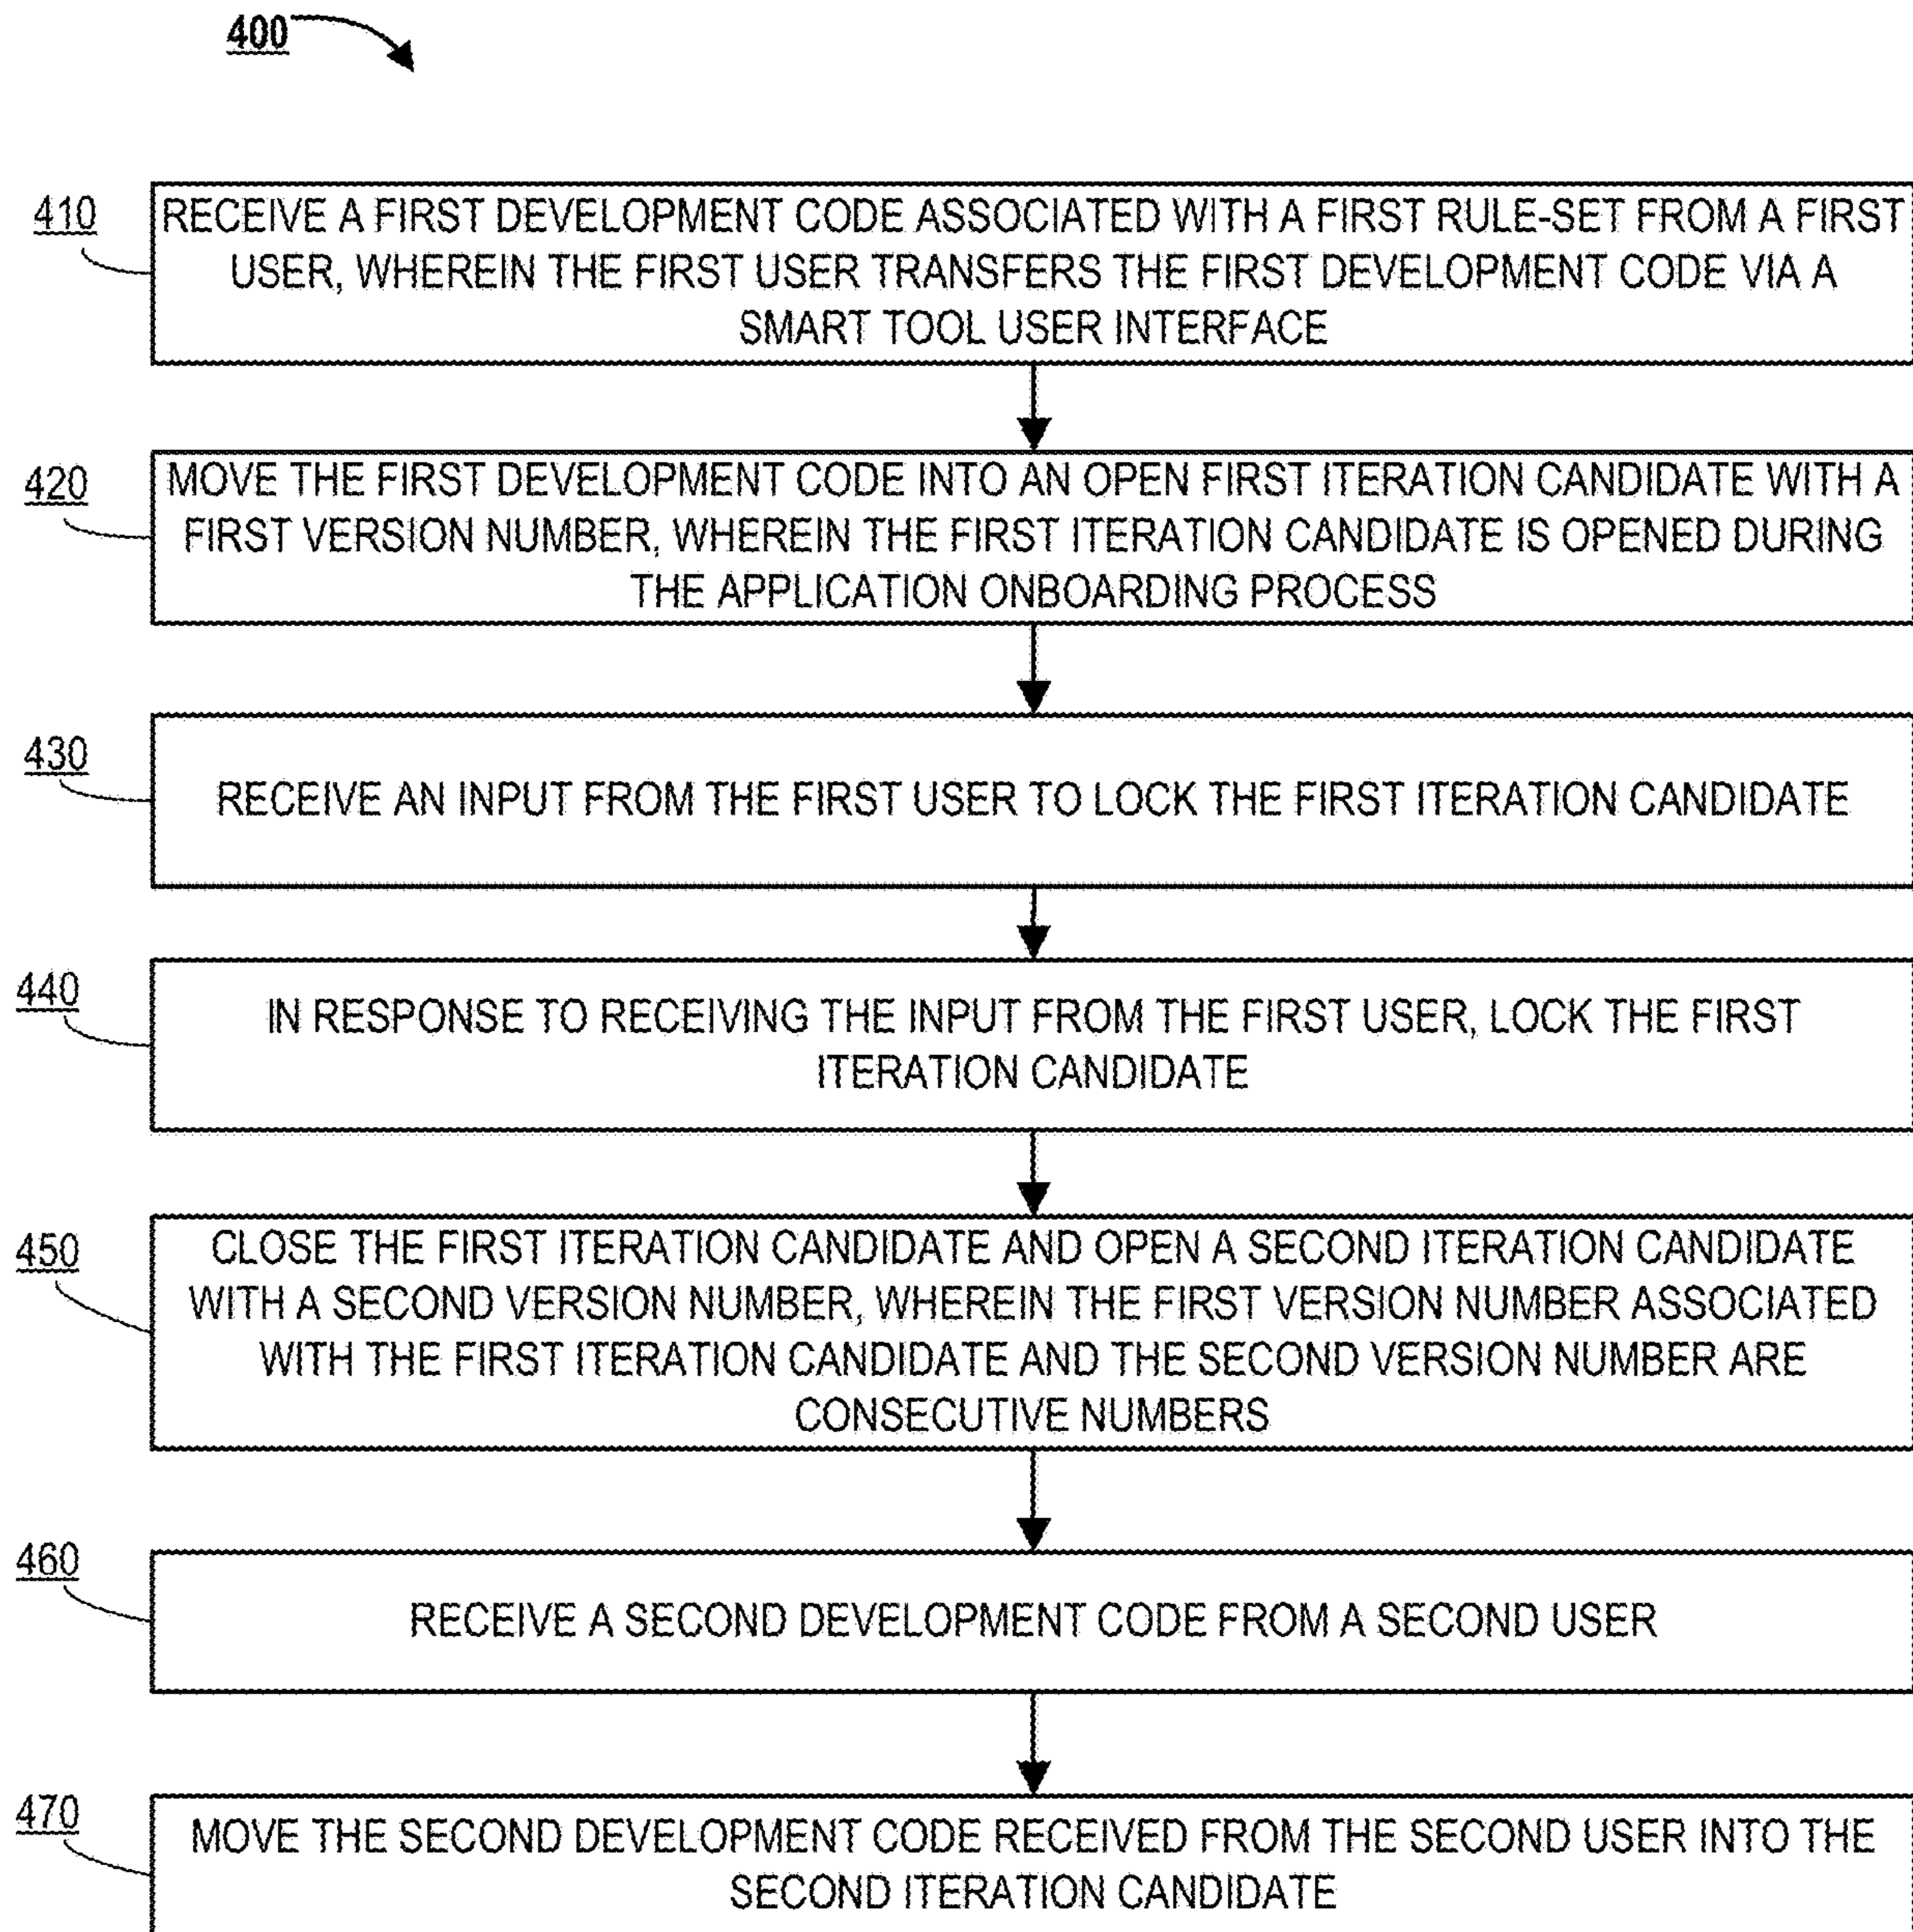 400
410
RECEIVE A FIRST DEVELOPMENT CODE ASSOCIATED WITH A FIRST RULE-SET FROM A FIRST
USER, WHEREIN THE FIRST USER TRANSFERS THE FIRST DEVELOPMENT CODE VIA A
SMART TOOL USER INTERFACE
420
MOVE THE FIRST DEVELOPMENT CODE INTO AN OPEN FIRST ITERATION CANDIDATE WITH A
FIRST VERSION NUMBER, WHEREIN THE FIRST ITERATION CANDIDATE IS OPENED DURING
THE APPLICATION ONBOARDING PROCESS
430
RECEIVE AN INPUT FROM THE FIRST USER TO LOCK THE FIRST ITERATION CANDIDATE
440
IN RESPONSE TO RECEIVING THE INPUT FROM THE FIRST USER, LOCK THE FIRST
ITERATION CANDIDATE
450
CLOSE THE FIRST ITERATION CANDIDATE AND OPEN A SECOND ITERATION CANDIDATE
WITH A SECOND VERSION NUMBER, WHEREIN THE FIRST VERSION NUMBER ASSOCIATED
WITH THE FIRST ITERATION CANDIDATE AND THE SECOND VERSION NUMBER ARE
CONSECUTIVE NUMBERS
460
RECEIVE A SECOND DEVELOPMENT CODE FROM A SECOND USER
470
MOVE THE SECOND DEVELOPMENT CODE RECEIVED FROM THE SECOND USER INTO THE
SECOND ITERATION CANDIDATE